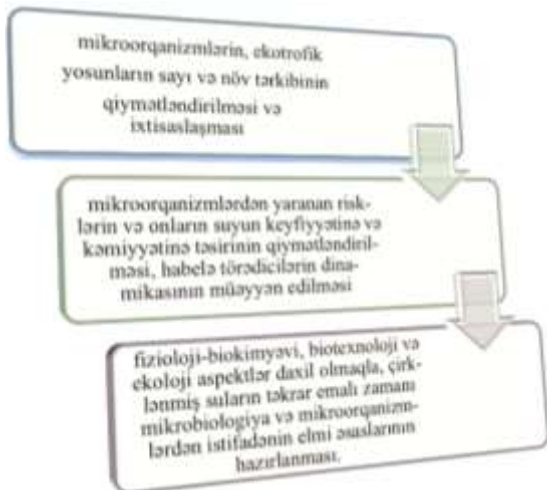 mikroorqanizmlərin, ekotrofik
yosunların sayı və növ tərkibinin
qiymətləndirilməsi və
ixtisaslaşması
mikroorqanizmlərdən yaranan risk-
lərin və onların suyun keyfiyyətinə və
kəmiyyətinə təsirinin qiymətləndiril-
məsi, habelə törədicilərin dina-
mikasının müəyyən edilməsi
fizioloji-biokimyəvi, biotexnoloji və
ekoloji aspektlər daxil olmaqla, çirk-
lənmiş suların təkrar emalı zamanı
mikrobiologiya və mikroorqanizm-
lərdən istifadənin elmi əsaslarının
hazırlanması.